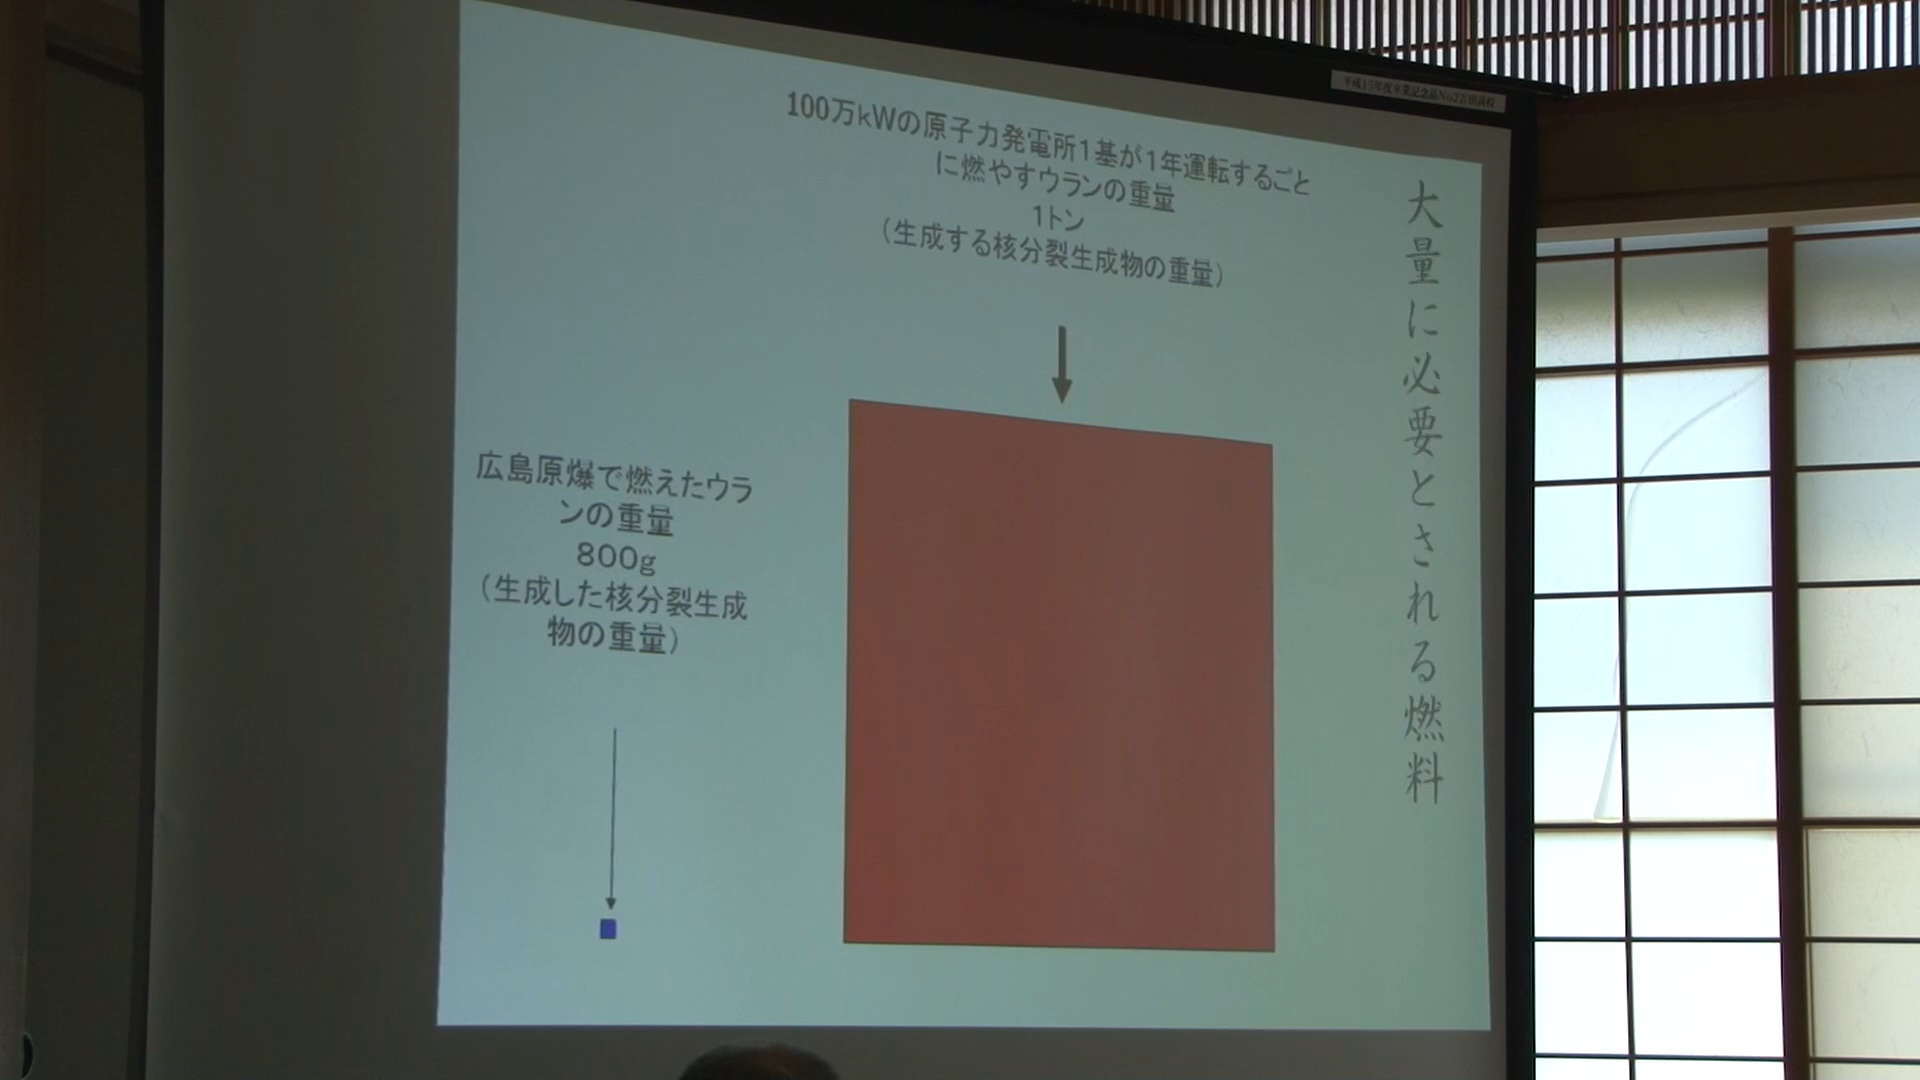 大量に必要とされる燃料
100万kWの原子力発電所1基が1年運転するごと
に燃やすウランの重量
1トン
(生成する核分裂生成物の重量)
広島原爆で燃えたウラ
ンの重量
800g
(生成した核分裂生成
物の重量)